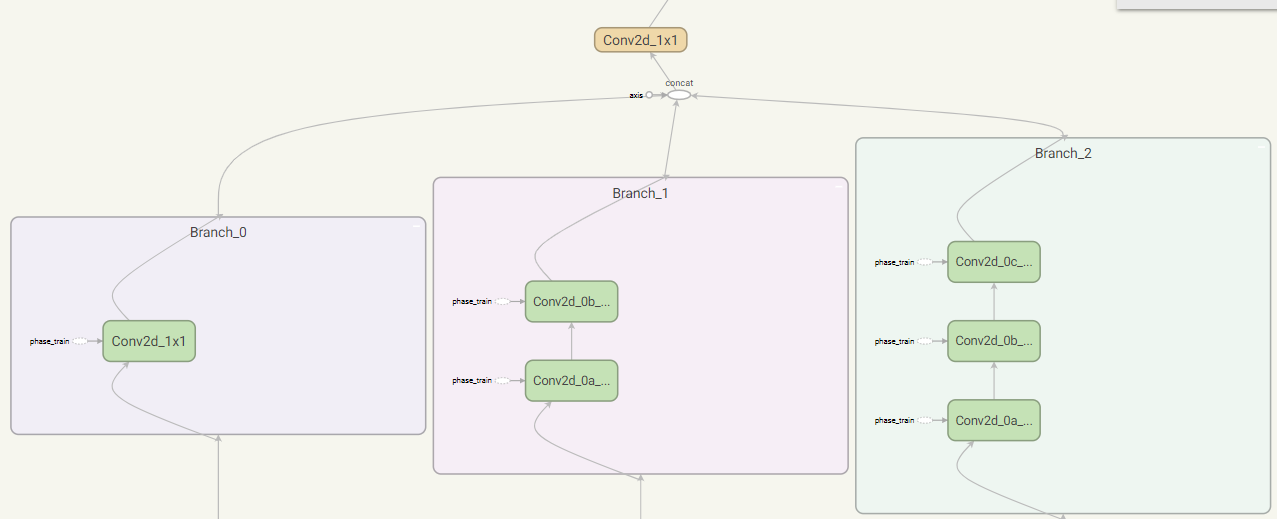 Conv2d_1x1
concat
axis
Branch_2
Branch_1
Branch_0
Conv2d_0c_...
phase_train
Conv2d_0b_...
phase_train
Conv2d_1x1
phase_train
Conv2d_0b_...
phase_train
Conv2d_0a_...
phase_train
Conv2d_0a_...
phase_train